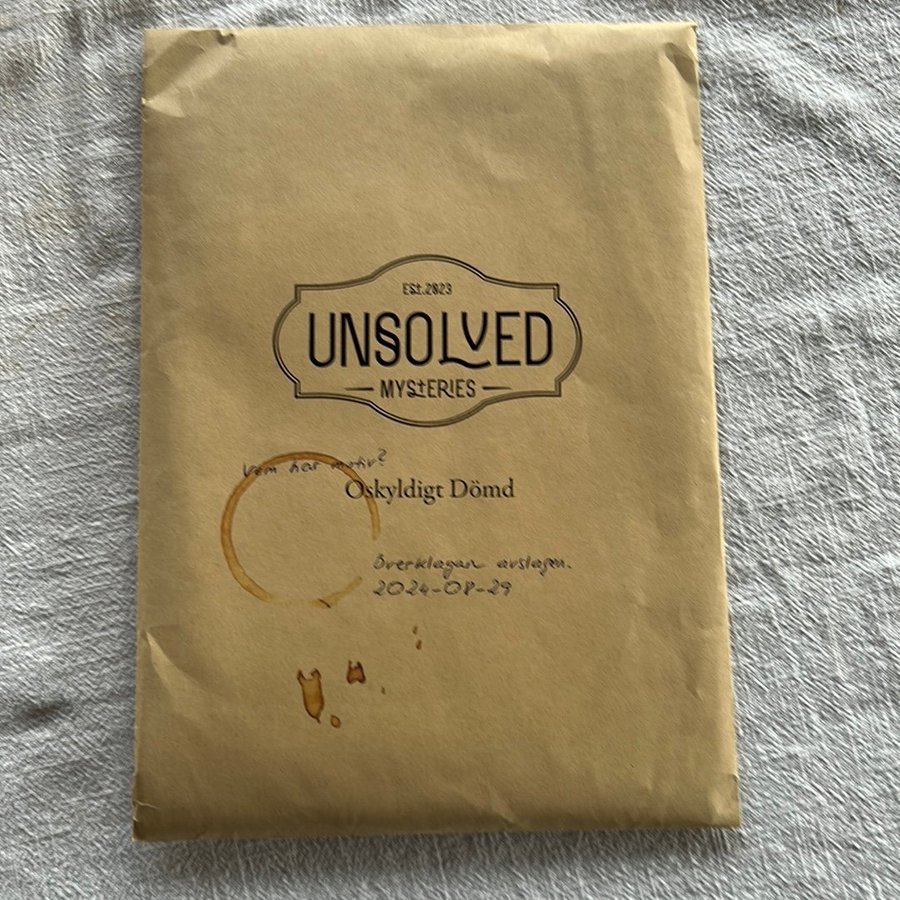 EST.2023
UNSOLVED
MYSTERIES
Vem har motiv?
Oskyldigt Dömd
Överklagan avslagen.
2024-08-29